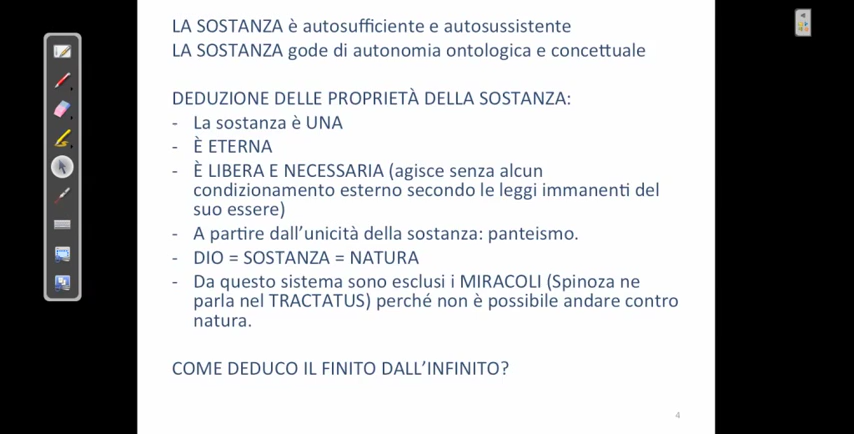 LA SOSTANZA è autosufficiente e autosussistente
LA SOSTANZA gode di autonomia ontologica e concettuale
DEDUZIONE DELLE PROPRIETÀ DELLA SOSTANZA:
- La sostanza è UNA
- È ETERNA
- È LIBERA E NECESSARIA (agisce senza alcun
condizionamento esterno secondo le leggi immanenti del
suo essere)
- A partire dall'unicità della sostanza: panteismo.
- DIO = SOSTANZA = NATURA
- Da questo sistema sono esclusi i MIRACOLI (Spinoza ne
parla nel TRACTATUS) perché non è possibile andare contro
natura.
COME DEDUCO IL FINITO DALL'INFINITO?
4